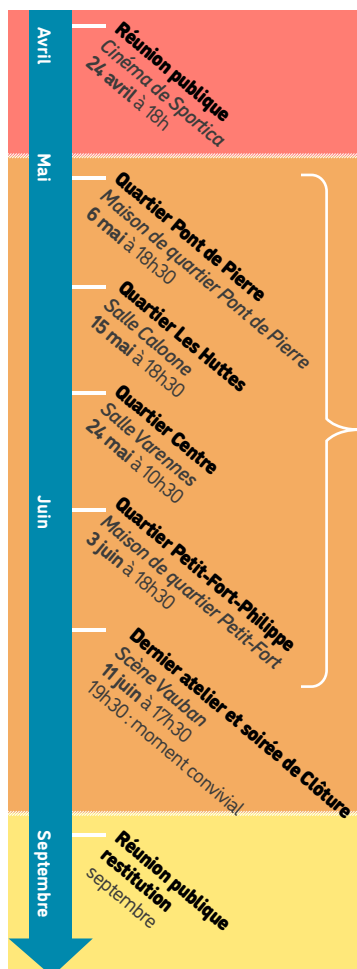 Avril
Réunion publique
Cinéma de Sportica
24 avril à 18h
Mai
Quartier Pont de Pierre
Maison de quartier Pont de Pierre
6 mai à 18h30
Quartier Les Huttes
Salle Caloone
15 mai à 18h30
Quartier Centre
Salle Varennes
24 mai à 10h30
Juin
Quartier Petit-Fort-Philippe
Maison de quartier Petit-Fort
3 juin à 18h30
Dernier atelier et soirée de Clôture
Scène Vauban
11 juin à 17h30
19h30 : moment convivial
Septembre
Réunion publique
restitution
septembre